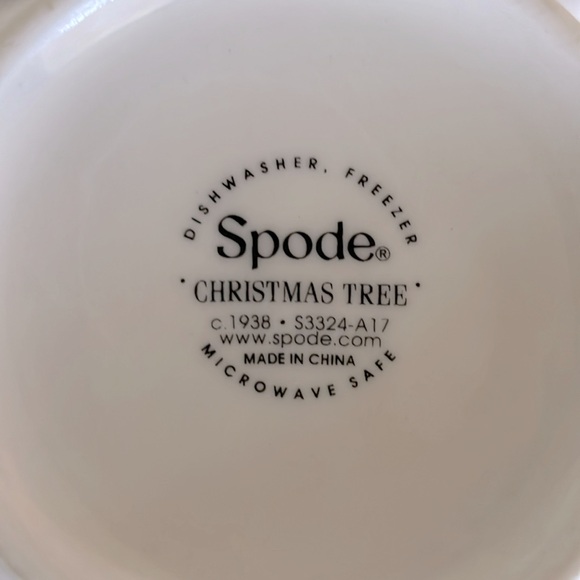 DISHWASHER, FREEZER
Spode®
· CHRISTMAS TREE ·
c.1938 • S3324-A17
www.spode.com
MADE IN CHINA
MICROWAVE SAFE